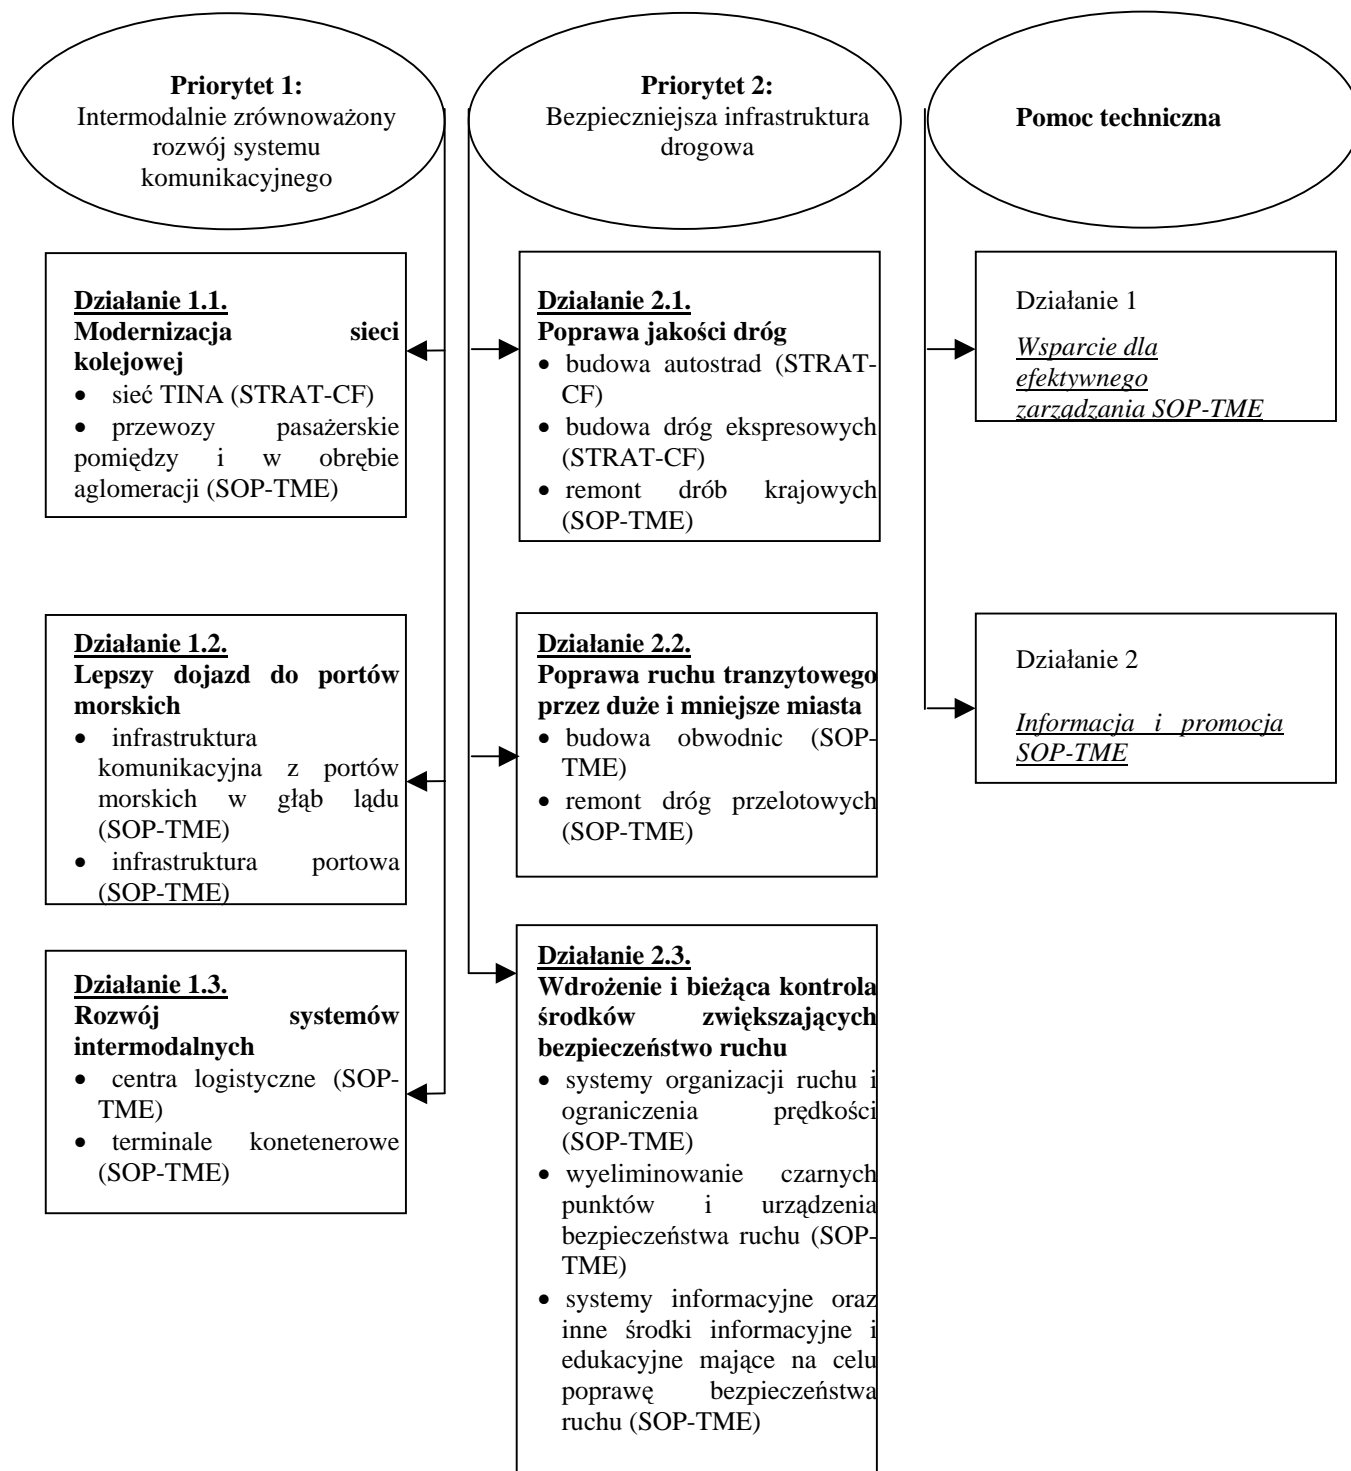 Priorytet 1:
Intermodalnie zrównoważony
rozwój systemu
komunikacyjnego
Działanie 1.1.
Modernizacja sieci
kolejowej
• sieć TINA (STRAT-CF)
• przewozy pasażerskie
pomiędzy i w obrębie
aglomeracji (SOP-TME)
Działanie 1.2.
Lepszy dojazd do portów
morskich
• infrastruktura
komunikacyjna z portów
morskich w głąb lądu
(SOP-TME)
• infrastruktura portowa
(SOP-TME)
Działanie 1.3.
Rozwój systemów
intermodalnych
• centra logistyczne (SOP-
TME)
• terminale konetenerowe
(SOP-TME)
Priorytet 2:
Bezpieczniejsza infrastruktura
drogowa
Działanie 2.1.
Poprawa jakości dróg
• budowa autostrad (STRAT-
CF)
• budowa dróg ekspresowych
(STRAT-CF)
• remont drób krajowych
(SOP-TME)
Działanie 2.2.
Poprawa ruchu tranzytowego
przez duże i mniejsze miasta
• budowa obwodnic (SOP-
TME)
• remont dróg przelotowych
(SOP-TME)
Działanie 2.3.
Wdrożenie i bieżąca kontrola
środków zwiększających
bezpieczeństwo ruchu
• systemy organizacji ruchu i
ograniczenia prędkości
(SOP-TME)
• wyeliminowanie czarnych
punktów i urządzenia
bezpieczeństwa ruchu (SOP-
TME)
• systemy informacyjne oraz
inne środki informacyjne i
edukacyjne mające na celu
poprawę bezpieczeństwa
ruchu (SOP-TME)
Pomoc techniczna
Działanie 1
Wsparcie dla
efektywnego
zarządzania SOP-TME
Działanie 2
Informacja i promocja
SOP-TME